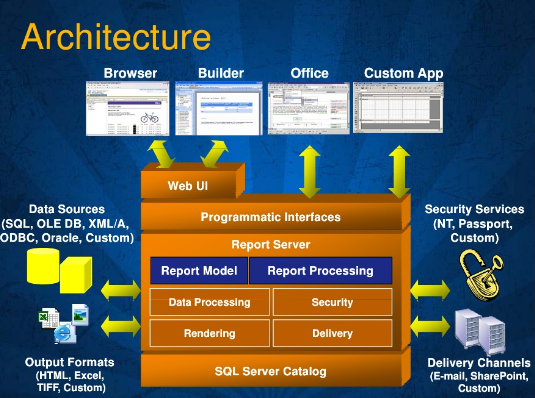 Architecture
Browser
Builder
Office
Custom App
Web UI
Programmatic Interfaces
Data Sources
(SQL, OLE DB, XML/A,
ODBC, Oracle, Custom)
Security Services
(NT, Passport,
Custom)
Report Server
Report Model
Report Processing
Data Processing
Security
Rendering
Delivery
SQL Server Catalog
Output Formats
(HTML, Excel,
TIFF, Custom)
Delivery Channels
(E-mail, SharePoint,
Custom)